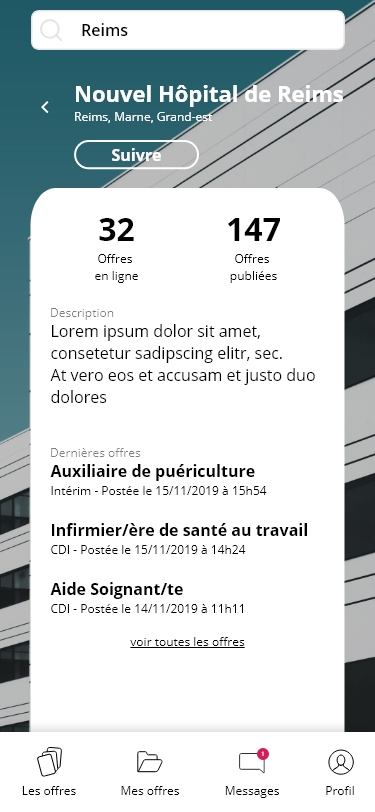 Reims
Nouvel Hôpital de Reims
Reims, Marne, Grand-est
Suivre
32
Offres
en ligne
147
Offres
publiées
Description
Lorem ipsum dolor sit amet,
consetetur sadipscing elitr, sec.
At vero eos et accusam et justo duo
dolores
Dernières offres
Auxiliaire de puériculture
Intérim - Postée le 15/11/2019 à 15h54
Infirmier/ère de santé au travail
CDI - Postée le 15/11/2019 à 14h24
Aide Soignant/te
CDI - Postée le 14/11/2019 à 11h11
voir toutes les offres
1
Les offres
Mes offres
Messages
Profil